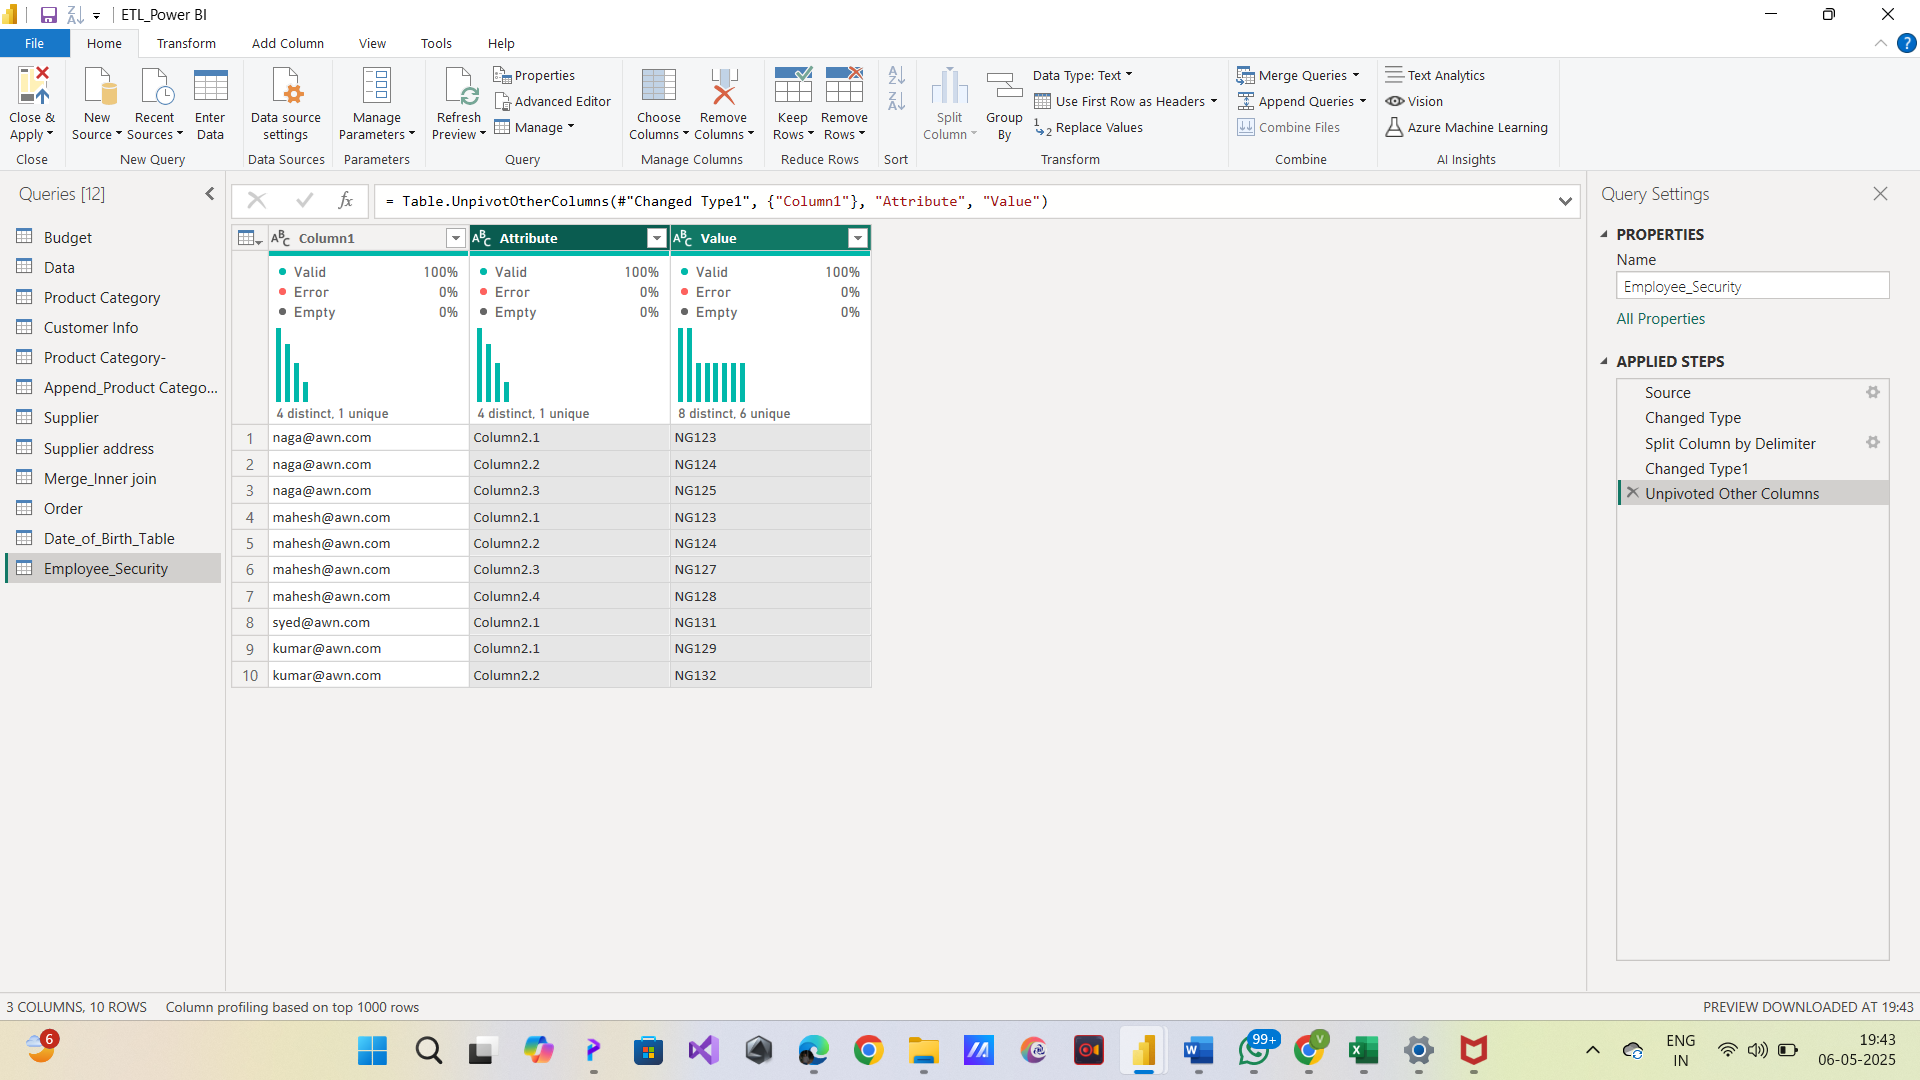 ETL_Power BI
File Home Transform Add Column View Tools Help
Close & Apply
New Source
Recent Sources
Enter Data
Data source settings
Manage Parameters
Refresh Preview
Properties
Advanced Editor
Manage
Choose Columns
Remove Columns
Keep Rows
Remove Rows
Split Column
Group By
Data Type: Text
Use First Row as Headers
Replace Values
Merge Queries
Append Queries
Combine Files
Text Analytics
Vision
Azure Machine Learning
Close New Query Data Sources Parameters Query Manage Columns Reduce Rows Sort Transform Combine AI Insights
Queries [12]
Budget
Data
Product Category
Customer Info
Product Category-
Append_Product Catego...
Supplier
Supplier address
Merge_Inner join
Order
Date_of_Birth_Table
Employee_Security
fx = Table.UnpivotOtherColumns(#"Changed Type1", {"Column1"}, "Attribute", "Value")
ABC Column1 ABC Attribute ABC Value
Valid 100% Valid 100% Valid 100%
Error 0% Error 0% Error 0%
Empty 0% Empty 0% Empty 0%
4 distinct, 1 unique 4 distinct, 1 unique 8 distinct, 6 unique
1 naga@awn.com Column2.1 NG123
2 naga@awn.com Column2.2 NG124
3 naga@awn.com Column2.3 NG125
4 mahesh@awn.com Column2.1 NG123
5 mahesh@awn.com Column2.2 NG124
6 mahesh@awn.com Column2.3 NG127
7 mahesh@awn.com Column2.4 NG128
8 syed@awn.com Column2.1 NG131
9 kumar@awn.com Column2.1 NG129
10 kumar@awn.com Column2.2 NG132
Query Settings
PROPERTIES
Name
Employee_Security
All Properties
APPLIED STEPS
Source
Changed Type
Split Column by Delimiter
Changed Type1
Unpivoted Other Columns
3 COLUMNS, 10 ROWS Column profiling based on top 1000 rows
PREVIEW DOWNLOADED AT 19:43
6
99+
V
ENG
IN
19:43
06-05-2025